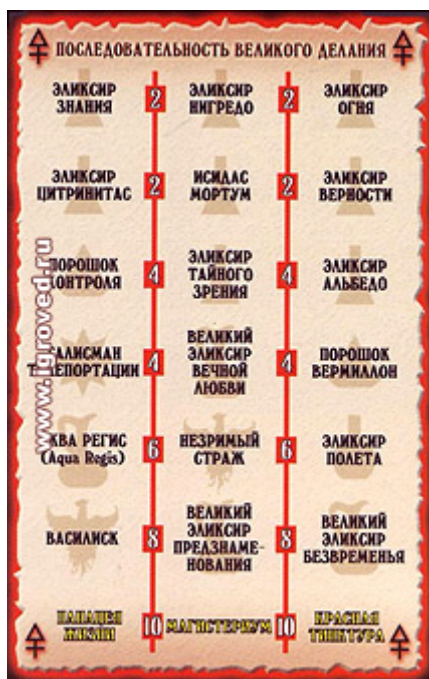 ПОСЛЕДОВАТЕЛЬНОСТЬ ВЕЛИКОГО ДЕЛАНИЯ
ЭЛИКСИР
ЗНАНИЯ
2
ЭЛИКСИР
НИГРЕДО
2
ЭЛИКСИР
ОГНЯ
ЭЛИКСИР
ЦИТРИНИТАС
2
ИСИДАС
МОРТУМ
2
ЭЛИКСИР
ВЕРНОСТИ
ПОРОШОК
КОНТРОЛЯ
4
ЭЛИКСИР
ТАЙНОГО
ЗРЕНИЯ
4
ЭЛИКСИР
АЛЬБЕДО
ТАЛИСМАН
ТЕЛЕПОРТАЦИИ
4
ВЕЛИКИЙ
ЭЛИКСИР
ВЕЧНОЙ
ЛЮБВИ
4
ПОРОШОК
ВЕРМИЛЛОН
АКВА РЕГИС
(Aqua Regis)
6
НЕЗРИМЫЙ
СТРАЖ
6
ЭЛИКСИР
ПОЛЕТА
ВАСИЛИСК
8
ВЕЛИКИЙ
ЭЛИКСИР
ПРЕДЗНАМЕ-
НОВАНИЯ
8
ВЕЛИКИЙ
ЭЛИКСИР
БЕЗВРЕМЕНЬЯ
ПАНАЦЕЯ
ЖИЗНИ
10
МАГИСТЕРИУМ
10
КРАСНАЯ
ТИНКТУРА
www.igroved.ru